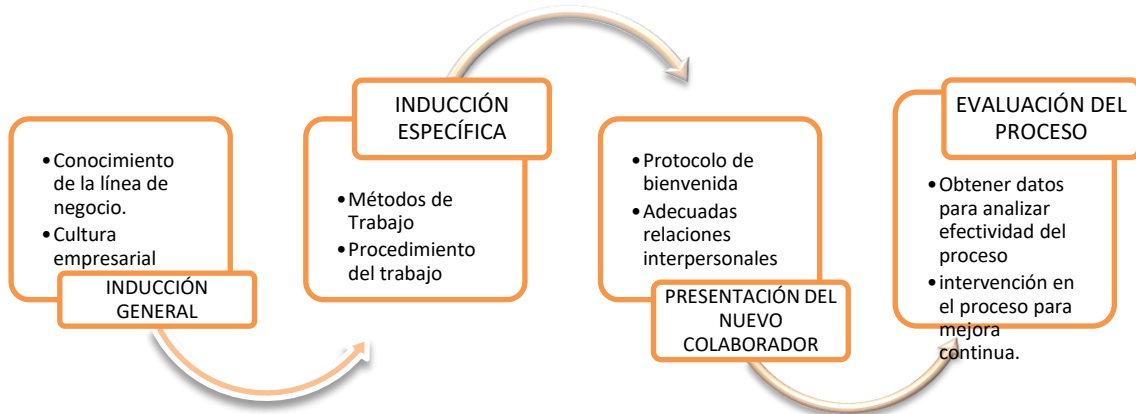 • Conocimiento
de la línea de
negocio.
• Cultura
empresarial
INDUCCIÓN
GENERAL
INDUCCIÓN
ESPECÍFICA
• Métodos de
Trabajo
• Procedimiento
del trabajo
• Protocolo de
bienvenida
• Adecuadas
relaciones
interpersonales
PRESENTACIÓN DEL
NUEVO
COLABORADOR
EVALUACIÓN DEL
PROCESO
• Obtener datos
para analizar
efectividad del
proceso
• intervención en
el proceso para
mejora
continua.